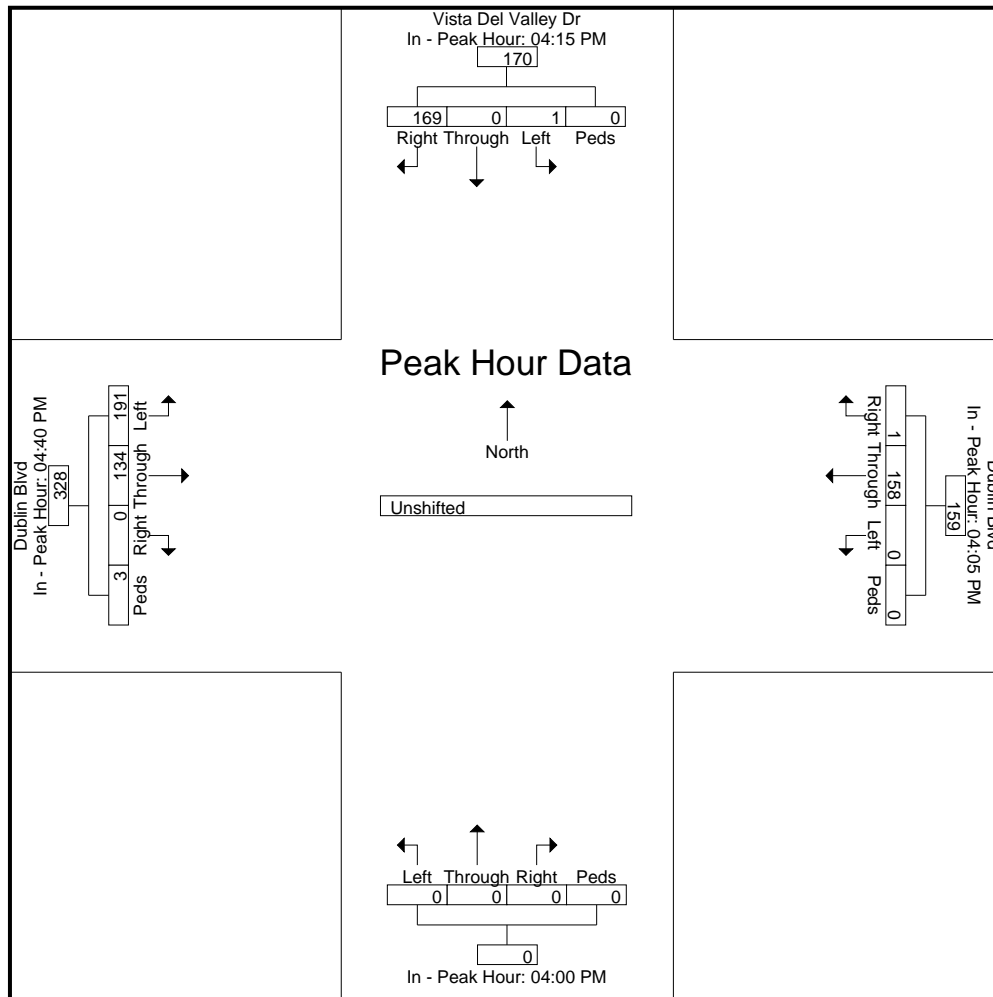 Vista Del Valley Dr
In - Peak Hour: 04:15 PM
170
169 0 1 0
Right Through Left Peds
Peak Hour Data
North
Unshifted
Dublin Blvd
In - Peak Hour: 04:40 PM
328
191 134 0 3
Left Through Right Peds
Dublin Blvd
In - Peak Hour: 04:05 PM
159
1 158 0 0
Right Through Left Peds
Left Through Right Peds
0 0 0 0
0
In - Peak Hour: 04:00 PM